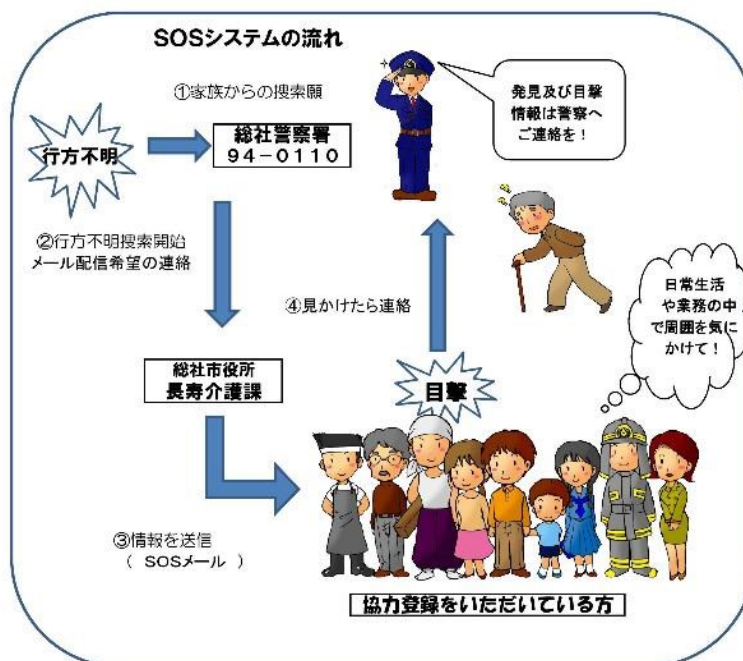 SOSシステムの流れ
①家族からの捜索願
行方不明
総社警察署
94-0110
発見及び目撃
情報は警察へ
ご連絡を！
②行方不明捜索開始
メール配信希望の連絡
④見かけたら連絡
日常生活
や業務の中
で周囲を気に
かけて！
総社市役所
長寿介護課
目撃
③情報を送信
（ SOSメール ）
協力登録をいただいている方